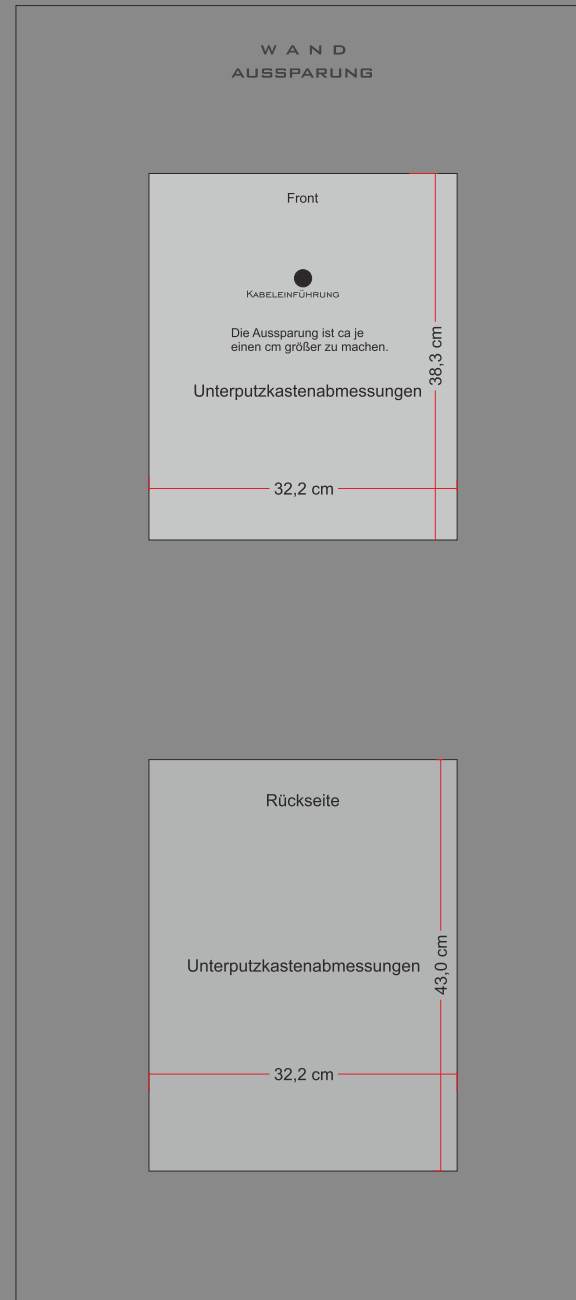 WAND
AUSSPARUNG
Front
KABELEINFÜHRUNG
Die Aussparung ist ca je
einen cm größer zu machen.
38,3 cm
Unterputzkastenabmessungen
32,2 cm
Rückseite
43,0 cm
Unterputzkastenabmessungen
32,2 cm